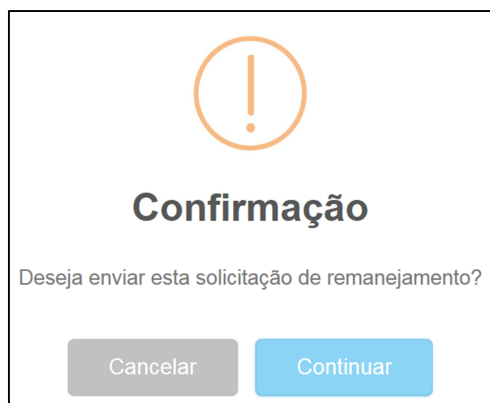 Confirmação
Deseja enviar esta solicitação de remanejamento?
Cancelar
Continuar